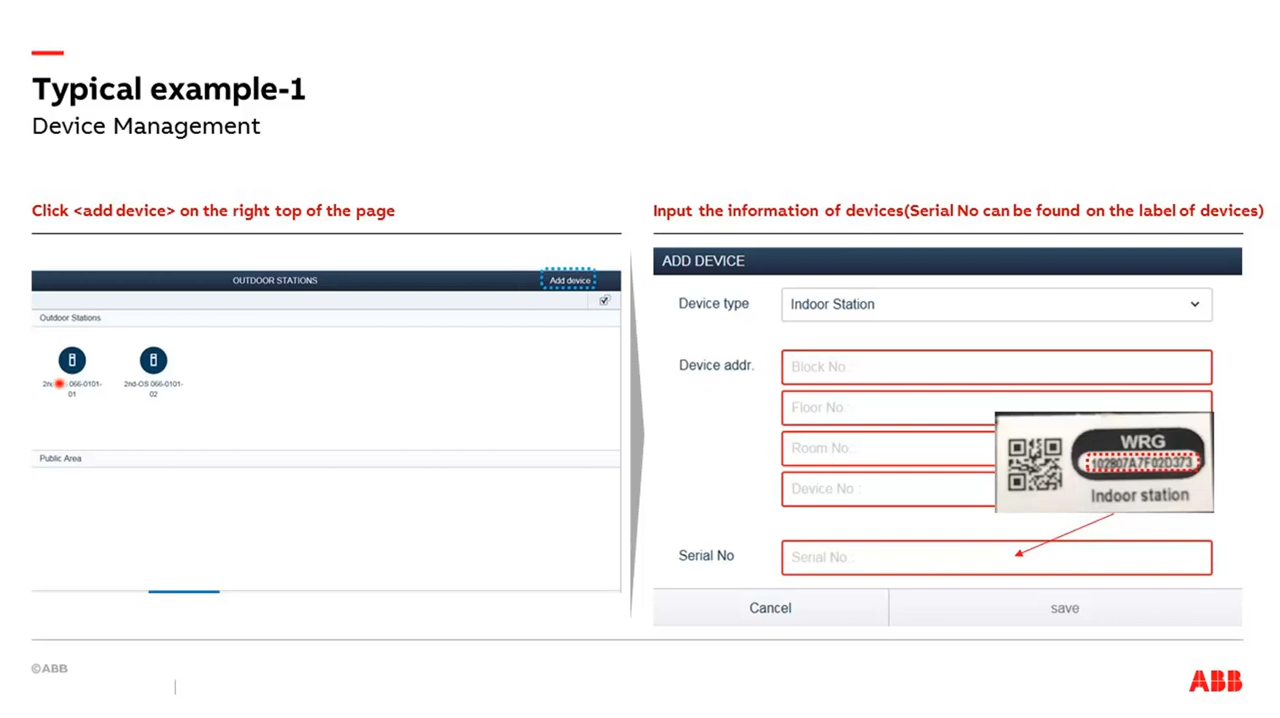 Typical example-1
Device Management
Click <add device> on the right top of the page
OUTDOOR STATIONS
Add device
Outdoor Stations
066-0101-
01
2nd-OS 066-0101-
02
Public Area
Input the information of devices(Serial No can be found on the label of devices)
ADD DEVICE
Device type
Indoor Station
Device addr.
Block No.:
Floor No.:
Room No.:
Device No.:
WRG
102807A7F02D373
Indoor station
Serial No
Serial No.:
Cancel
save
©ABB
ABB